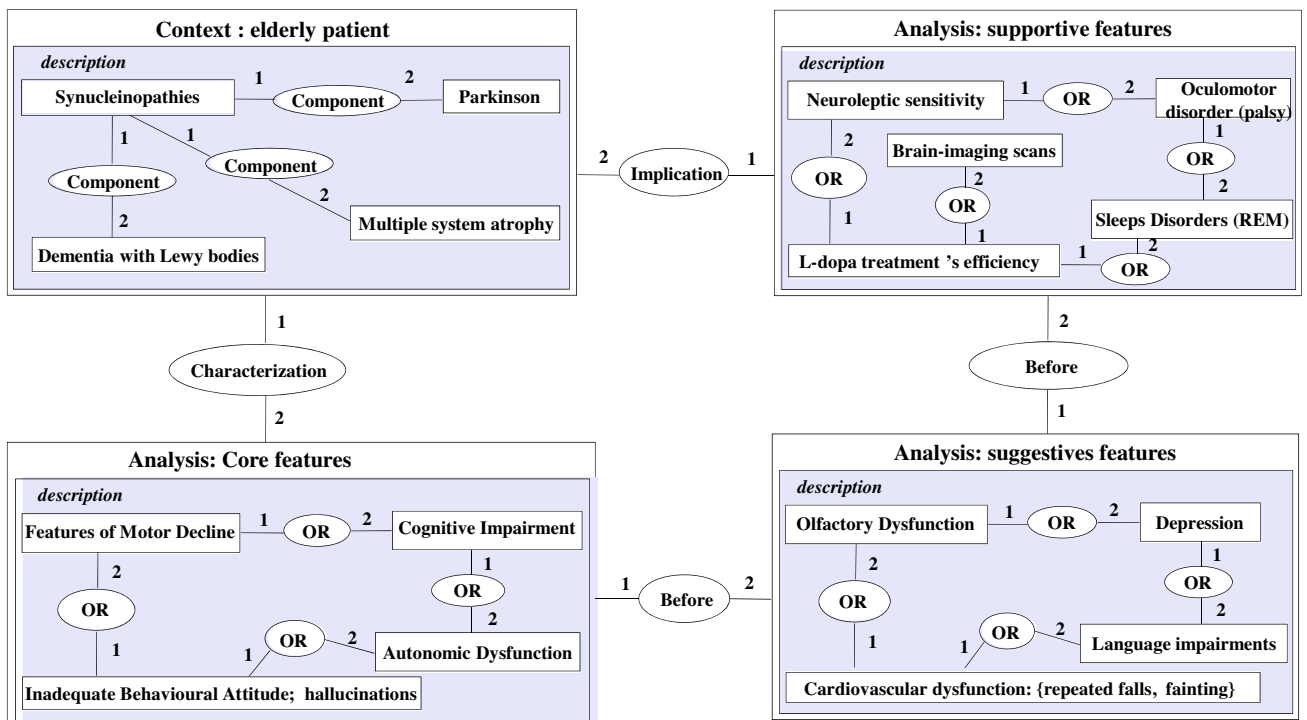 Context : elderly patient
description
Synucleinopathies
1
Component
2
Parkinson
1
Component
2
Dementia with Lewy bodies
1
Component
2
Multiple system atrophy
2
Implication
1
Analysis: supportive features
description
Neuroleptic sensitivity
1
OR
2
Oculomotor
disorder (palsy)
2
OR
1
Brain-imaging scans
2
OR
1
1
OR
2
Sleeps Disorders (REM)
L-dopa treatment ’s efficiency
1
OR
2
1
Characterization
2
2
Before
1
Analysis: Core features
description
Features of Motor Decline
1
OR
2
Cognitive Impairment
2
OR
1
1
OR
2
Autonomic Dysfunction
1
OR
2
Inadequate Behavioural Attitude; hallucinations
1
Before
2
Analysis: suggestives features
description
Olfactory Dysfunction
1
OR
2
Depression
2
OR
1
1
OR
2
Language impairments
1
OR
2
Cardiovascular dysfunction: {repeated falls, fainting}